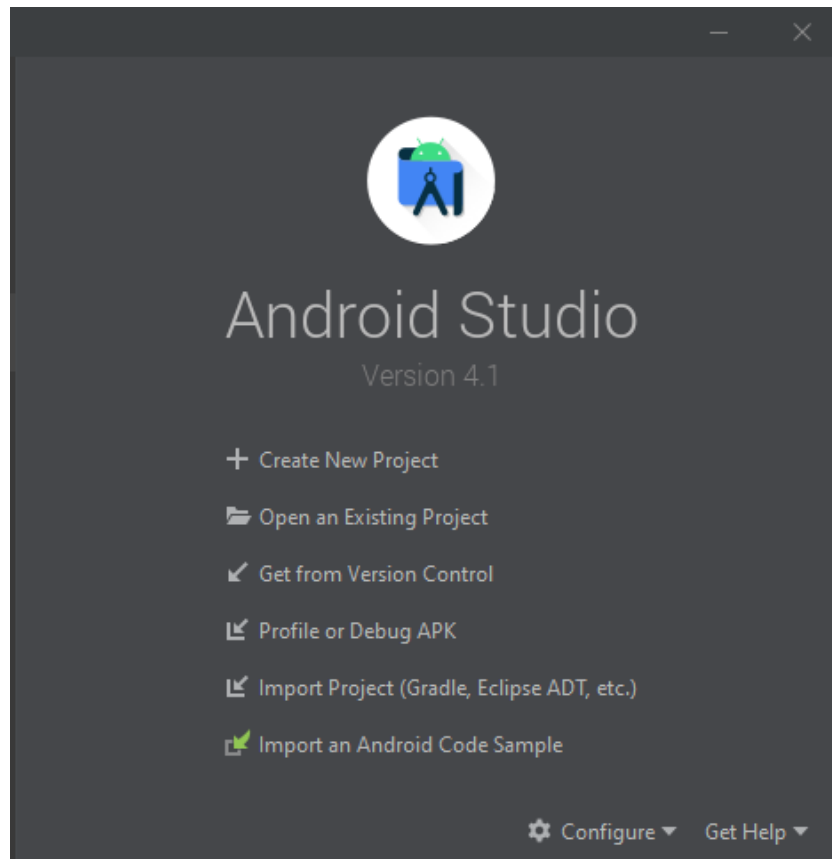 Android Studio
Version 4.1
Create New Project
Open an Existing Project
Get from Version Control
Profile or Debug APK
Import Project (Gradle, Eclipse ADT, etc.)
Import an Android Code Sample
Configure Get Help